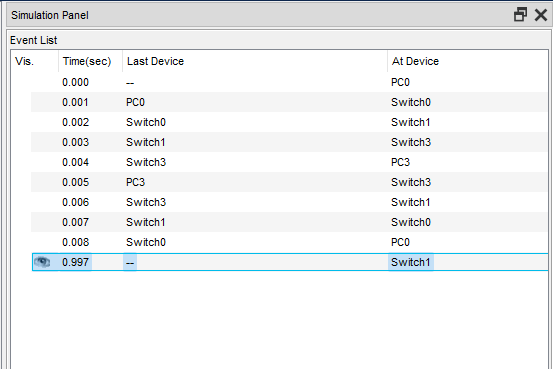 Simulation Panel
Event List
Vis. Time(sec) Last Device At Device
0.000 -- PC0
0.001 PC0 Switch0
0.002 Switch0 Switch1
0.003 Switch1 Switch3
0.004 Switch3 PC3
0.005 PC3 Switch3
0.006 Switch3 Switch1
0.007 Switch1 Switch0
0.008 Switch0 PC0
0.997 -- Switch1